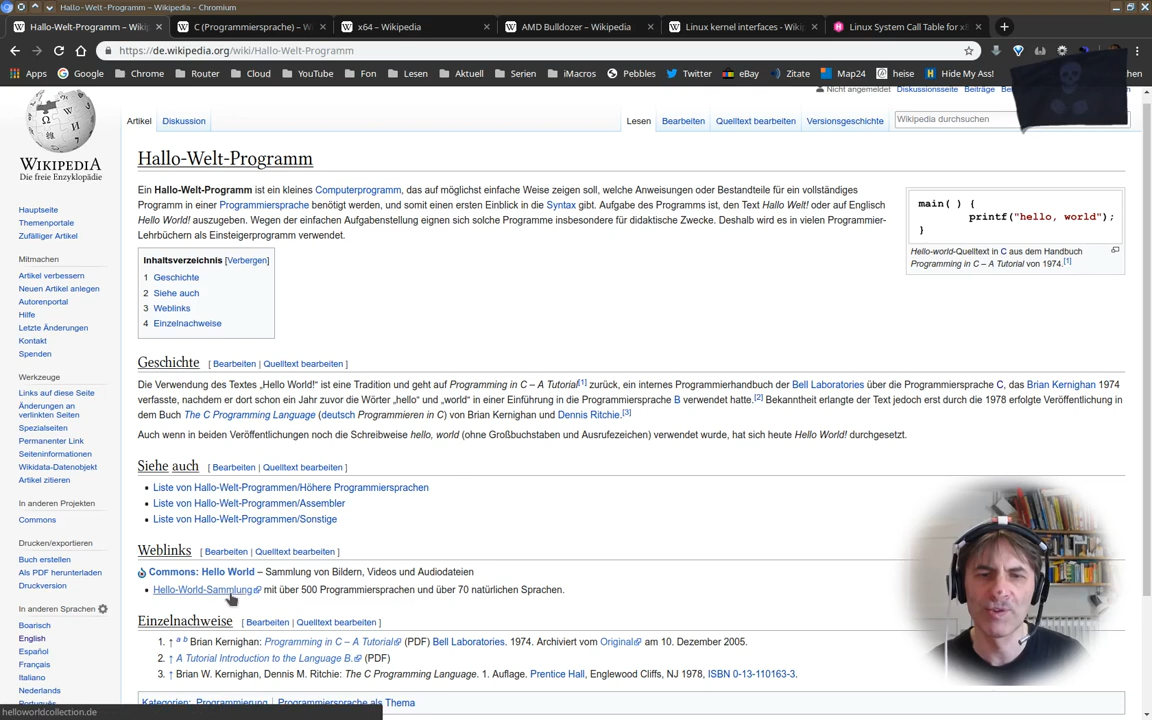 Hallo-Welt-Programm – Wikipedia – Chromium
Hallo-Welt-Programm – Wiki
C (Programmiersprache) – W
x64 – Wikipedia
AMD Bulldozer – Wikipedia
Linux kernel interfaces - Wiki
Linux System Call Table for x8
https://de.wikipedia.org/wiki/Hallo-Welt-Programm
Apps
Google
Chrome
Router
Cloud
YouTube
Fon
Lesen
Aktuell
Serien
iMacros
Pebbles
Twitter
eBay
Zitate
Map24
heise
Hide My Ass!
Nicht angemeldet
Diskussionsseite
Beiträge
Artikel
Diskussion
Lesen
Bearbeiten
Quelltext bearbeiten
Versionsgeschichte
Wikipedia durchsuchen
WIKIPEDIA
Die freie Enzyklopädie
Hauptseite
Themenportale
Zufälliger Artikel
Mitmachen
Artikel verbessern
Neuen Artikel anlegen
Autorenportal
Hilfe
Letzte Änderungen
Kontakt
Spenden
Werkzeuge
Links auf diese Seite
Änderungen an
verlinkten Seiten
Spezialseiten
Permanenter Link
Seiteninformationen
Wikidata-Datenobjekt
Artikel zitieren
In anderen Projekten
Commons
Drucken/exportieren
Buch erstellen
Als PDF herunterladen
Druckversion
In anderen Sprachen
Boarisch
English
Español
Français
Italiano
Nederlands
Hallo-Welt-Programm
Ein Hallo-Welt-Programm ist ein kleines Computerprogramm, das auf möglichst einfache Weise zeigen soll, welche Anweisungen oder Bestandteile für ein vollständiges
Programm in einer Programmiersprache benötigt werden, und somit einen ersten Einblick in die Syntax gibt. Aufgabe des Programms ist, den Text Hallo Welt! oder auf Englisch
Hello World! auszugeben. Wegen der einfachen Aufgabenstellung eignen sich solche Programme insbesondere für didaktische Zwecke. Deshalb wird es in vielen Programmier-
Lehrbüchern als Einsteigerprogramm verwendet.
main( ) {
printf("hello, world");
}
Hello-world-Quelltext in C aus dem Handbuch
Programming in C – A Tutorial von 1974.[1]
Inhaltsverzeichnis [Verbergen]
1 Geschichte
2 Siehe auch
3 Weblinks
4 Einzelnachweise
Geschichte [ Bearbeiten | Quelltext bearbeiten ]
Die Verwendung des Textes „Hello World!“ ist eine Tradition und geht auf Programming in C – A Tutorial[1] zurück, ein internes Programmierhandbuch der Bell Laboratories über die Programmiersprache C, das Brian Kernighan 1974
verfasste, nachdem er dort schon ein Jahr zuvor die Wörter „hello“ und „world“ in einer Einführung in die Programmiersprache B verwendet hatte.[2] Bekanntheit erlangte der Text jedoch erst durch die 1978 erfolgte Veröffentlichung in
dem Buch The C Programming Language (deutsch Programmieren in C) von Brian Kernighan und Dennis Ritchie.[3]
Auch wenn in beiden Veröffentlichungen noch die Schreibweise hello, world (ohne Großbuchstaben und Ausrufezeichen) verwendet wurde, hat sich heute Hello World! durchgesetzt.
Siehe auch [ Bearbeiten | Quelltext bearbeiten ]
Liste von Hallo-Welt-Programmen/Höhere Programmiersprachen
Liste von Hallo-Welt-Programmen/Assembler
Liste von Hallo-Welt-Programmen/Sonstige
Weblinks [ Bearbeiten | Quelltext bearbeiten ]
Commons: Hello World – Sammlung von Bildern, Videos und Audiodateien
Hello-World-Sammlung mit über 500 Programmiersprachen und über 70 natürlichen Sprachen.
Einzelnachweise [ Bearbeiten | Quelltext bearbeiten ]
1. ↑ a b Brian Kernighan: Programming in C – A Tutorial (PDF) Bell Laboratories. 1974. Archiviert vom Original am 10. Dezember 2005.
2. ↑ A Tutorial Introduction to the Language B. (PDF)
3. ↑ Brian W. Kernighan, Dennis M. Ritchie: The C Programming Language. 1. Auflage. Prentice Hall, Englewood Cliffs, NJ 1978, ISBN 0-13-110163-3.
Kategorien: Programmierung | Programmiersprache als Thema
helloworldcollection.de